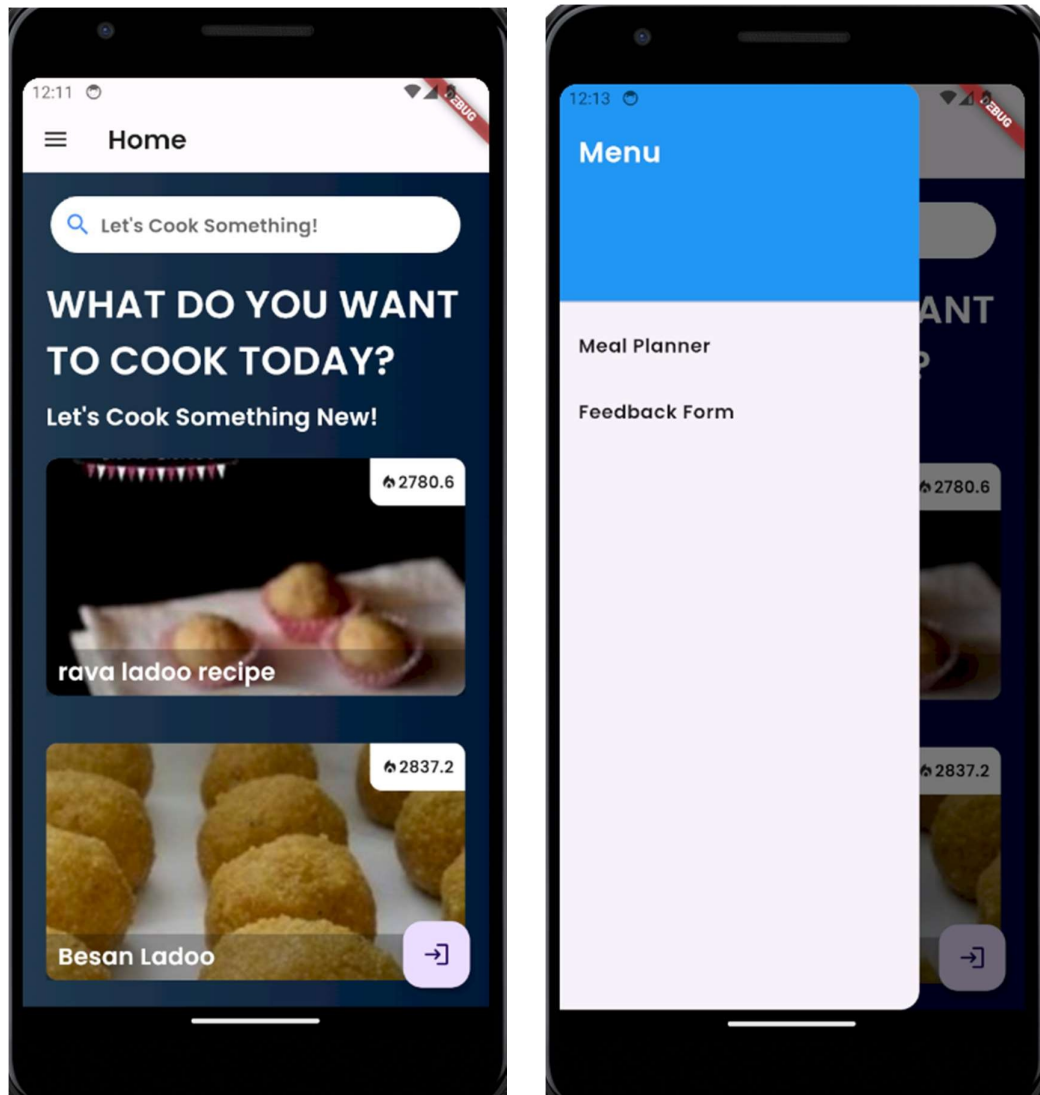 12:11
DEBUG
Home
Let's Cook Something!
WHAT DO YOU WANT
TO COOK TODAY?
Let's Cook Something New!
2780.6
rava ladoo recipe
2837.2
Besan Ladoo
12:13
DEBUG
Menu
ANT
?
Meal Planner
Feedback Form
2780.6
2837.2